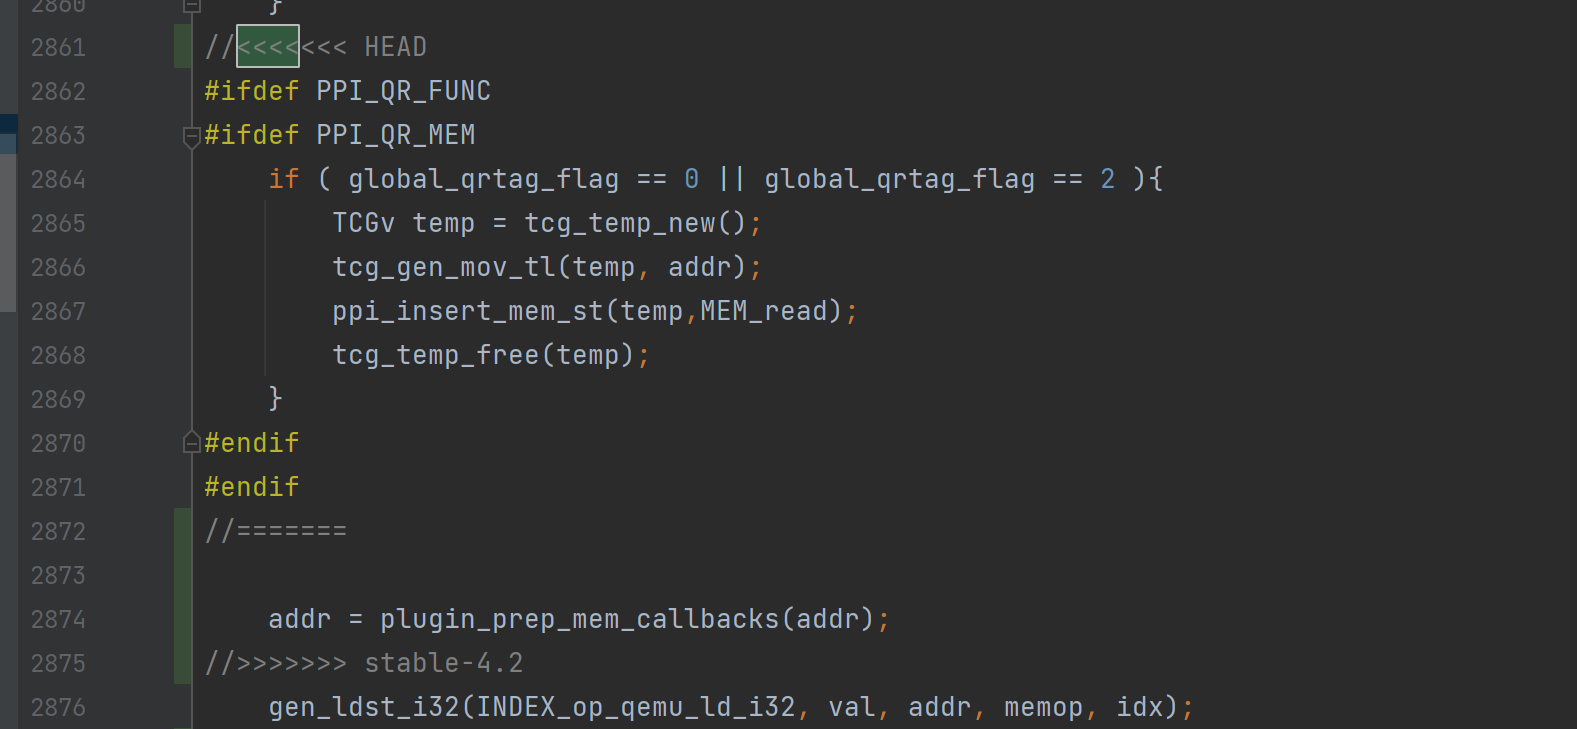 2860 }
2861 //<<<<<<< HEAD
2862 #ifdef PPI_QR_FUNC
2863 #ifdef PPI_QR_MEM
2864     if ( global_qrtag_flag == 0 || global_qrtag_flag == 2 ){
2865         TCGv temp = tcg_temp_new();
2866         tcg_gen_mov_tl(temp, addr);
2867         ppi_insert_mem_st(temp,MEM_read);
2868         tcg_temp_free(temp);
2869     }
2870 #endif
2871 #endif
2872 //=======
2873
2874     addr = plugin_prep_mem_callbacks(addr);
2875 //>>>>>>> stable-4.2
2876     gen_ldst_i32(INDEX_op_qemu_ld_i32, val, addr, memop, idx);